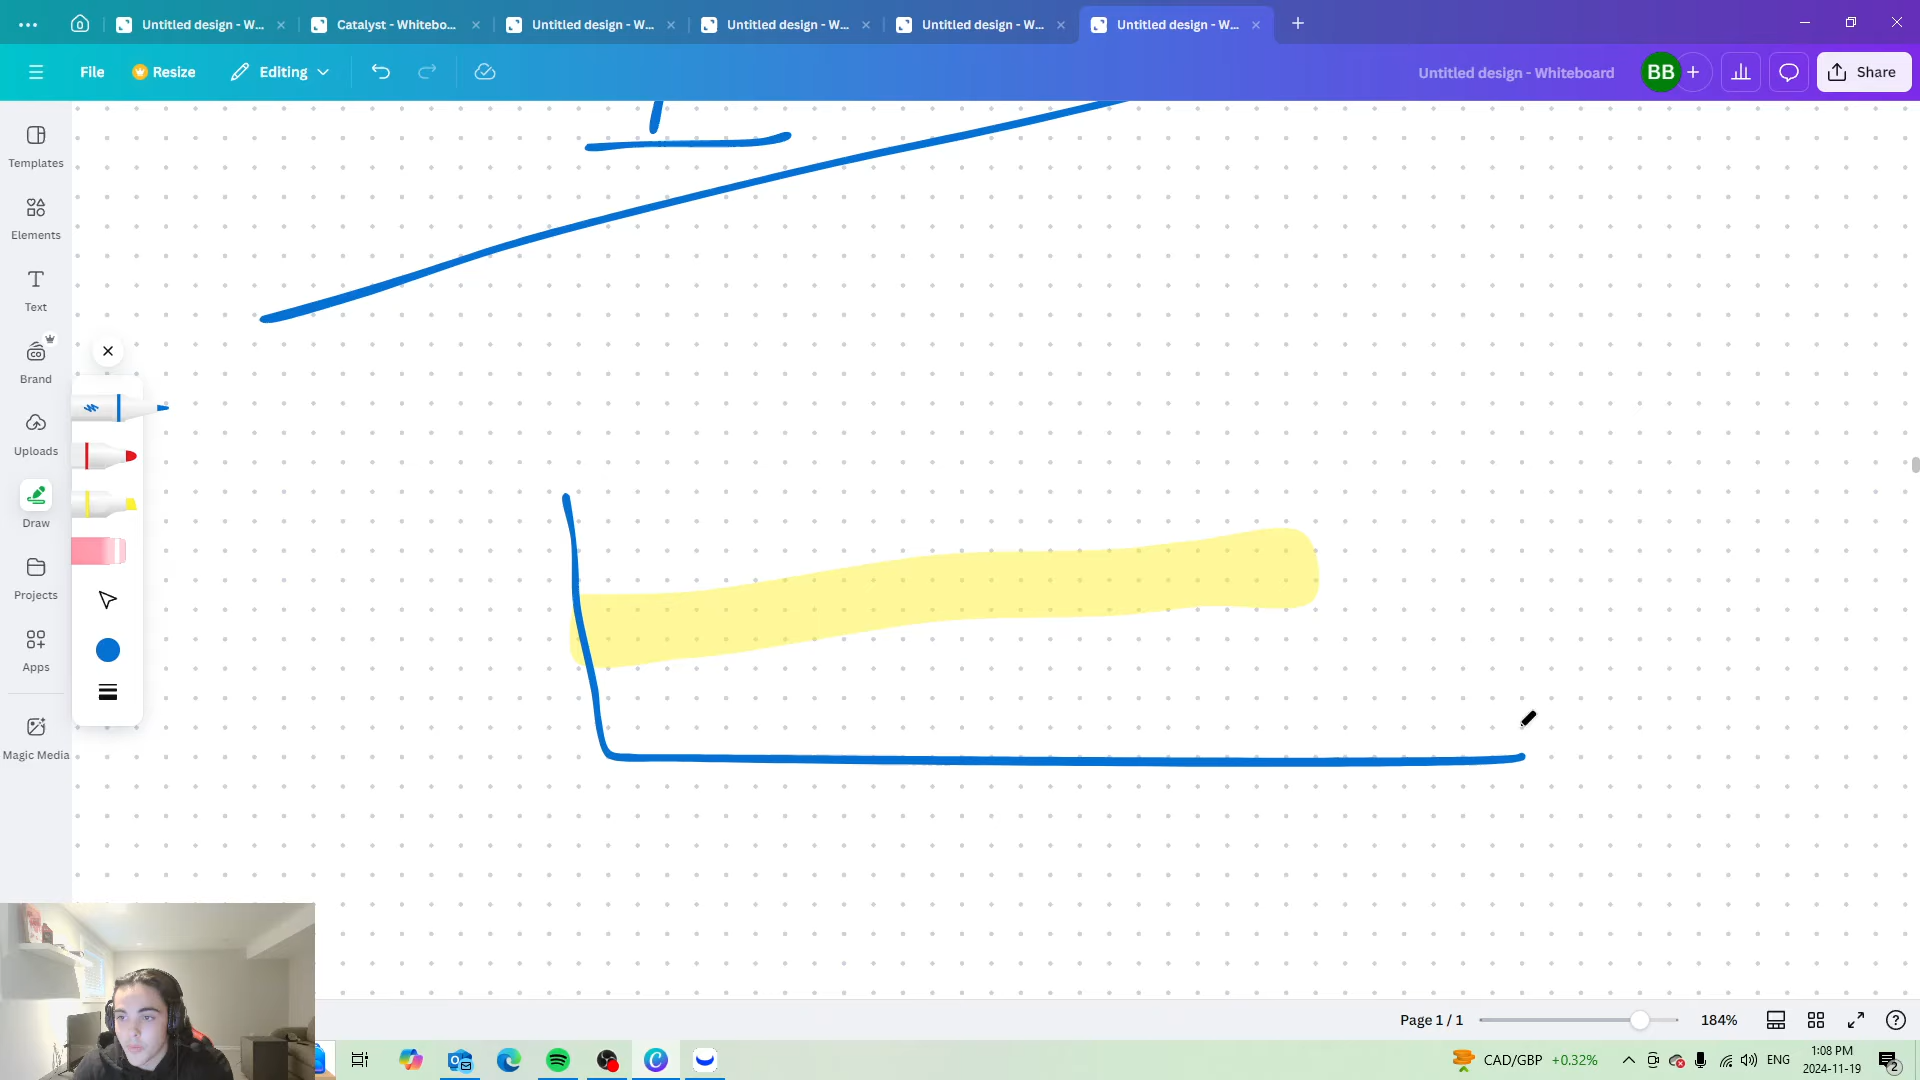 Untitled design - W...
Catalyst - Whitebo...
Untitled design - W...
Untitled design - W...
Untitled design - W...
Untitled design - W...
File
Resize
Editing
Untitled design - Whiteboard
BB
Share
Templates
Elements
Text
CO
Brand
Uploads
Draw
Projects
Apps
Magic Media
Page 1 / 1
184%
CAD/GBP +0.32%
ENG
1:08 PM
2024-11-19
2